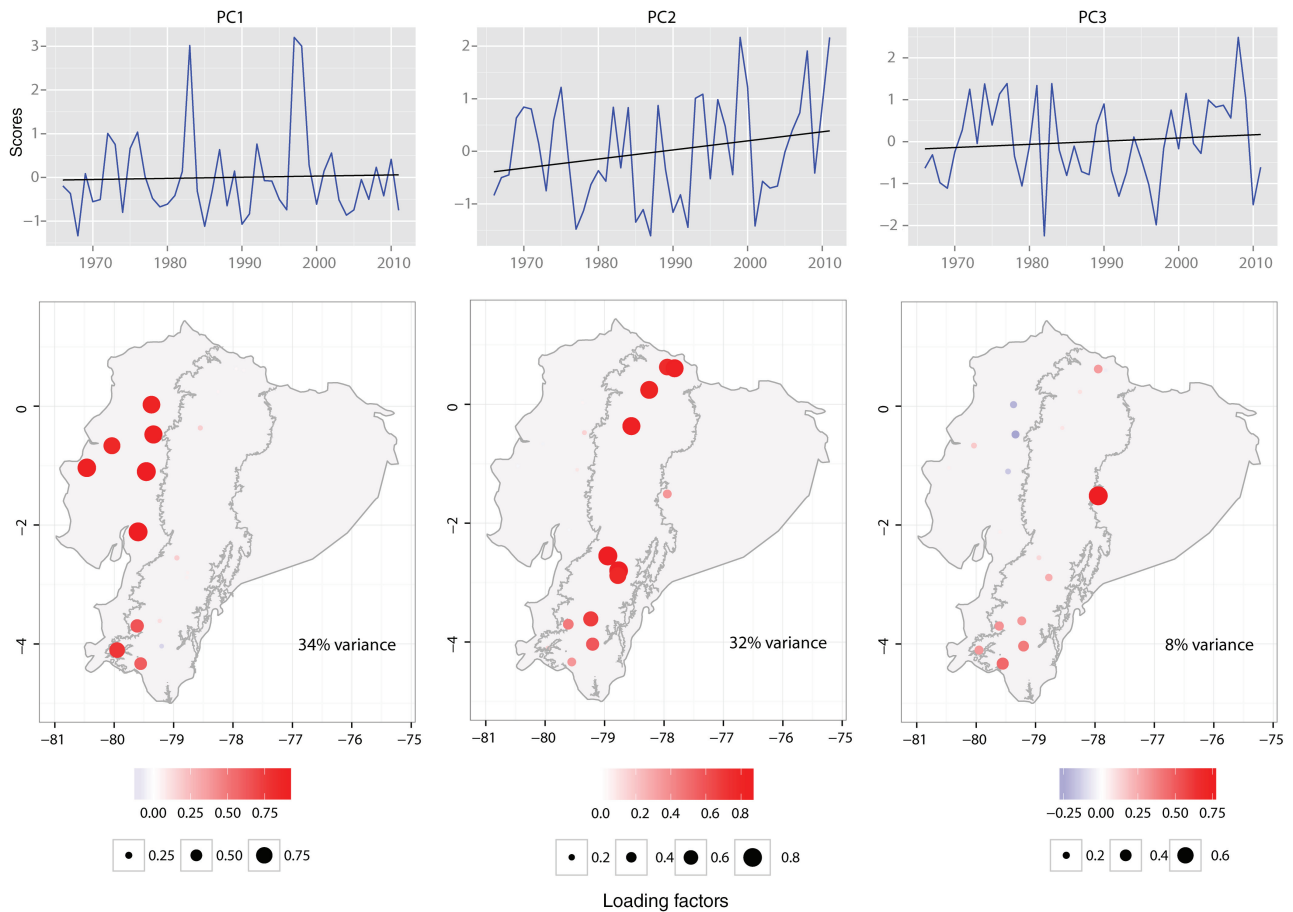 PC1 PC2 PC3
Scores
3 2 1 0 −1
2 1 0 −1
2 1 0 −1 −2
1970 1980 1990 2000 2010
1970 1980 1990 2000 2010
1970 1980 1990 2000 2010
0 −2 −4
34% variance
−81 −80 −79 −78 −77 −76 −75
0 −2 −4
32% variance
−81 −80 −79 −78 −77 −76 −75
0 −2 −4
8% variance
−81 −80 −79 −78 −77 −76 −75
0.00 0.25 0.50 0.75
0.0 0.2 0.4 0.6 0.8
−0.25 0.00 0.25 0.50 0.75
0.25 0.50 0.75
0.2 0.4 0.6 0.8
0.2 0.4 0.6
Loading factors